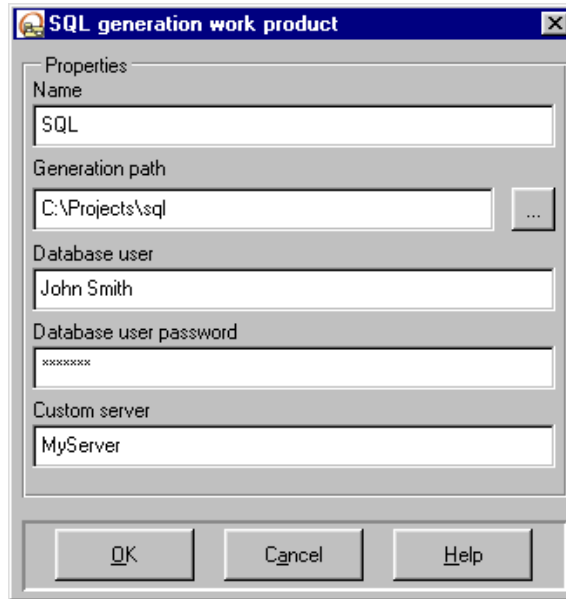 SQL generation work product
Properties
Name
SQL
Generation path
C:\Projects\sql
...
Database user
John Smith
Database user password
xxxxxxx
Custom server
MyServer
OK Cancel Help